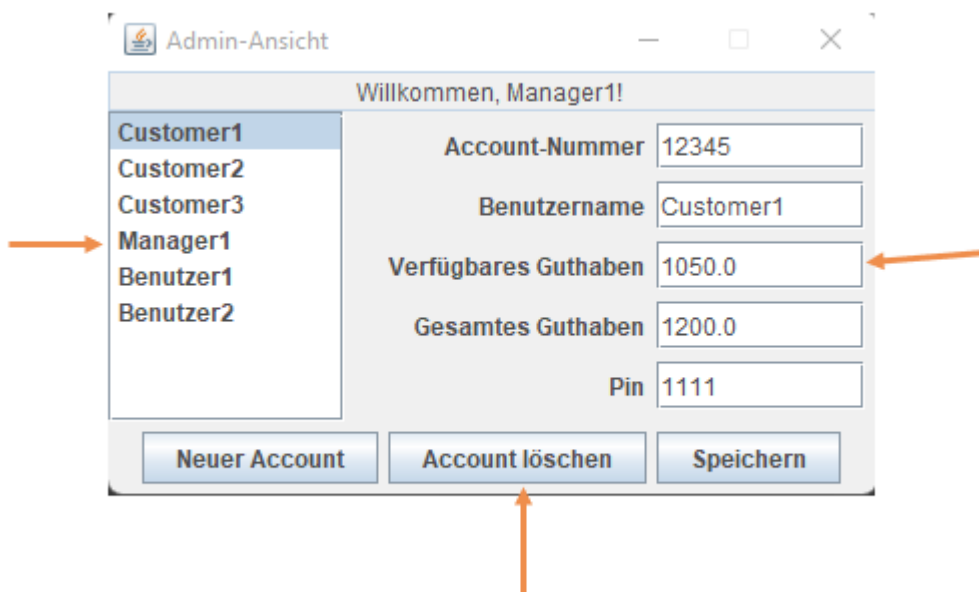 Admin-Ansicht
Willkommen, Manager1!
Customer1
Customer2
Customer3
Manager1
Benutzer1
Benutzer2
Account-Nummer 12345
Benutzername Customer1
Verfügbares Guthaben 1050.0
Gesamtes Guthaben 1200.0
Pin 1111
Neuer Account Account löschen Speichern